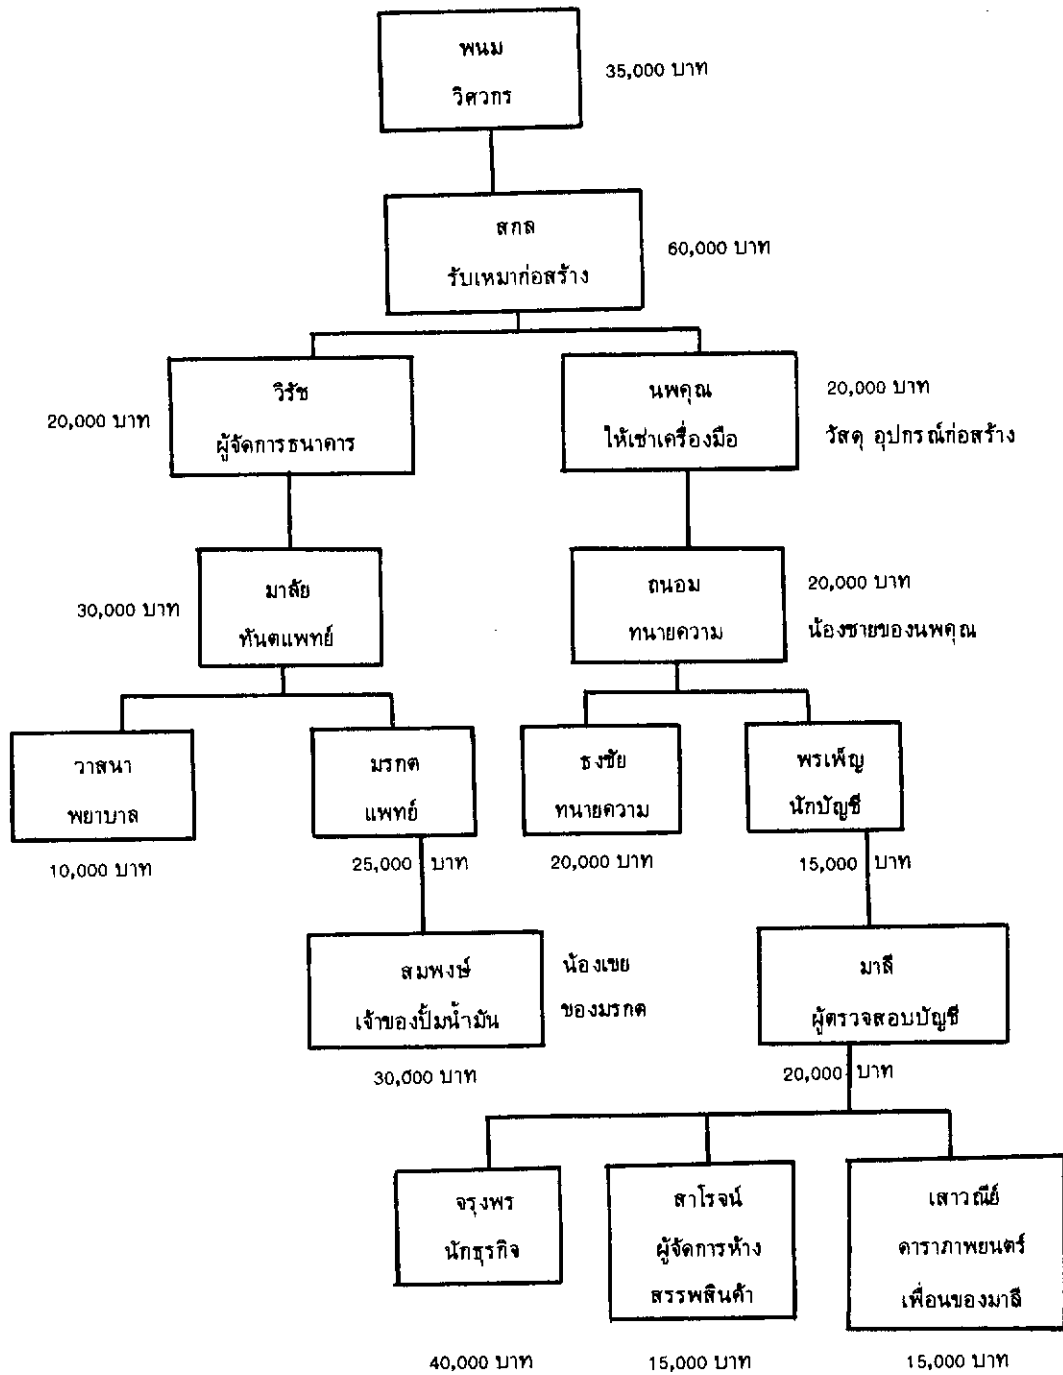 พนม
วิศวกร
35,000 บาท
สกล
รับเหมาก่อสร้าง
60,000 บาท
20,000 บาท
วิรัช
ผู้จัดการธนาคาร
นพคุณ
ให้เช่าเครื่องมือ
20,000 บาท
วัสดุ อุปกรณ์ก่อสร้าง
30,000 บาท
มาลัย
ทันตแพทย์
ถนอม
ทนายความ
20,000 บาท
น้องชายของนพคุณ
วาสนา
พยาบาล
10,000 บาท
มรกต
แพทย์
25,000 บาท
ธงชัย
ทนายความ
20,000 บาท
พรเพ็ญ
นักบัญชี
15,000 บาท
สมพงษ์
เจ้าของปั้มน้ำมัน
น้องเขย
ของมรกต
30,000 บาท
มาลี
ผู้ตรวจสอบบัญชี
20,000 บาท
จรุงพร
นักธุรกิจ
40,000 บาท
สาโรจน์
ผู้จัดการห้าง
สรรพสินค้า
15,000 บาท
เสาวณีย์
ดาราภาพยนตร์
เพื่อนของมาลี
15,000 บาท